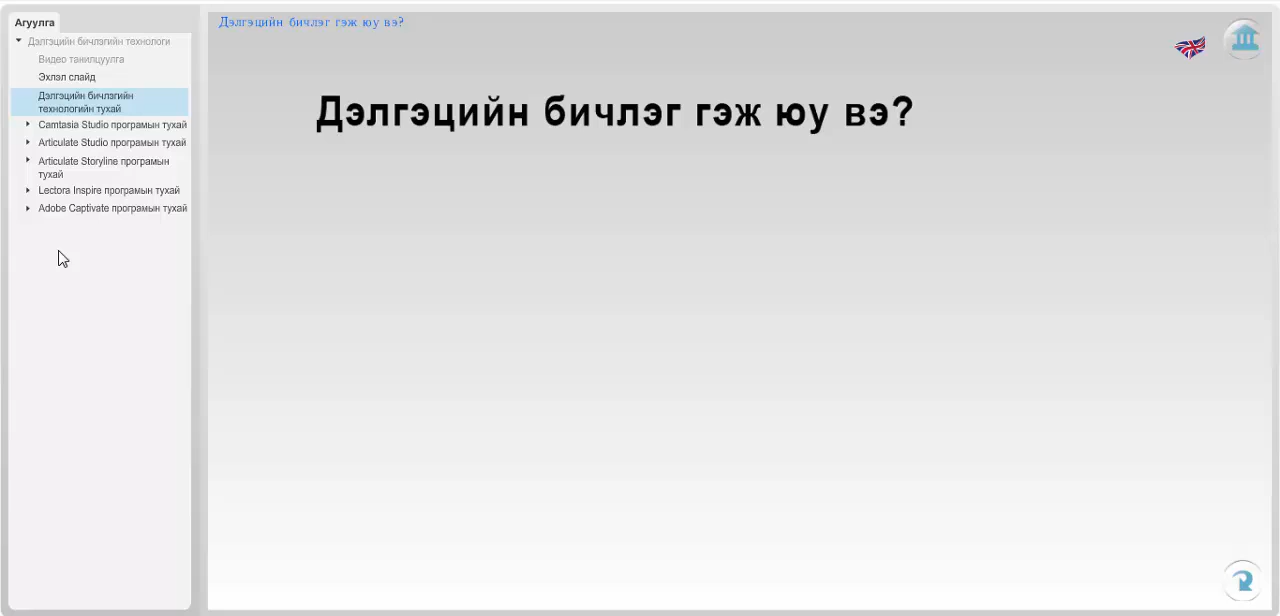 Агуулга
Дэлгэцийн бичлэгийн технологи
Видео танилцуулга
Эхлэл слайд
Дэлгэцийн бичлэгийн
технологийн тухай
Camtasia Studio програмын тухай
Articulate Studio програмын тухай
Articulate Storyline програмын
тухай
Lectora Inspire програмын тухай
Adobe Captivate програмын тухай
Дэлгэцийн бичлэг гэж юу вэ?
Дэлгэцийн бичлэг гэж юу вэ?